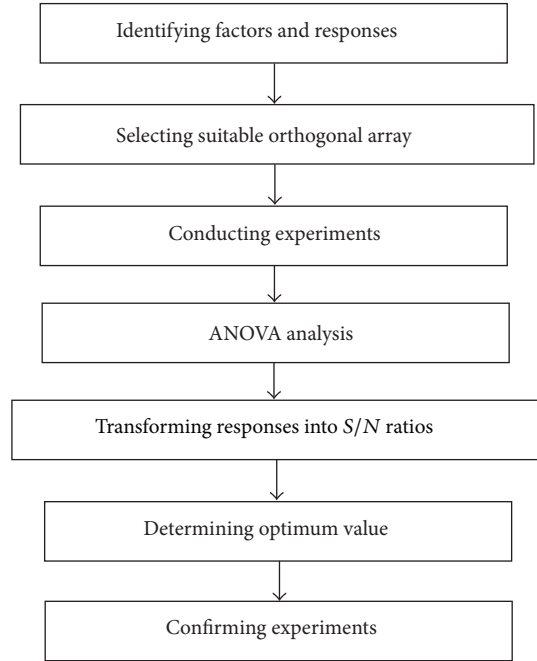 Identifying factors and responses
Selecting suitable orthogonal array
Conducting experiments
ANOVA analysis
Transforming responses into S/N ratios
Determining optimum value
Confirming experiments